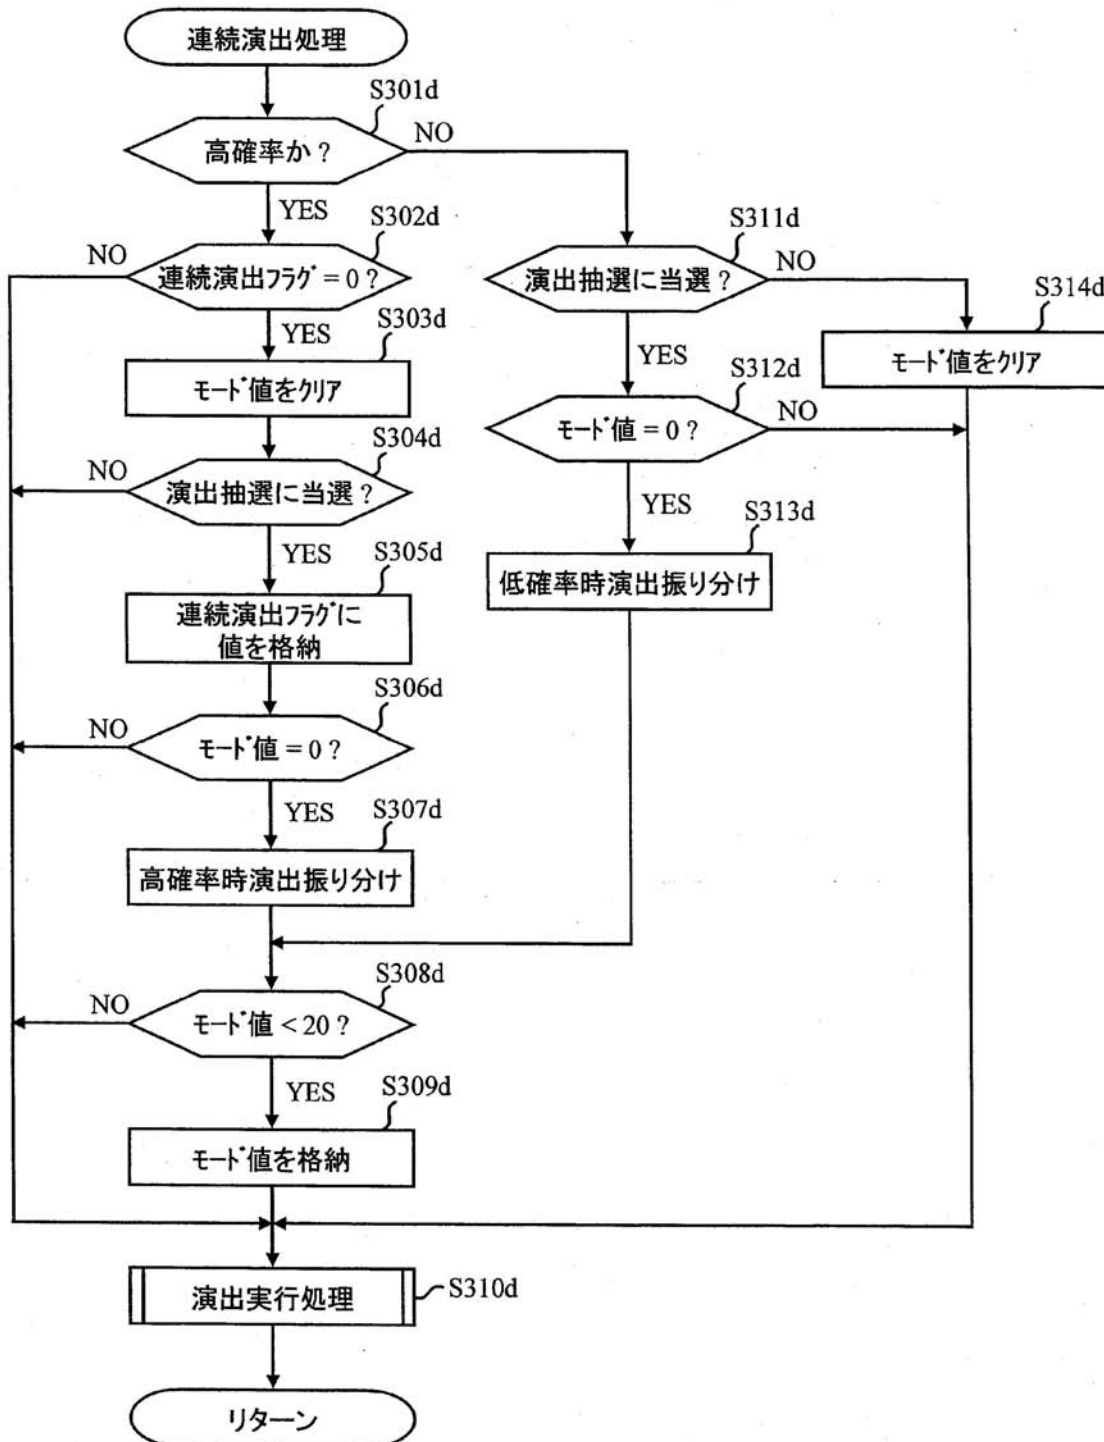 連続演出処理
S301d
高確率か？
NO
YES
S302d
連続演出ﾌﾗｸﾞ = 0 ?
NO
YES
S303d
ﾓｰﾄﾞ値をｸﾘｱ
S304d
演出抽選に当選？
NO
YES
S305d
連続演出ﾌﾗｸﾞに
値を格納
S306d
ﾓｰﾄﾞ値 = 0 ?
NO
YES
S307d
高確率時演出振り分け
S308d
ﾓｰﾄﾞ値 < 20 ?
NO
YES
S309d
ﾓｰﾄﾞ値を格納
演出実行処理
S310d
リターン
S311d
演出抽選に当選？
NO
YES
S312d
ﾓｰﾄﾞ値 = 0 ?
NO
YES
S313d
低確率時演出振り分け
S314d
ﾓｰﾄﾞ値をｸﾘｱ